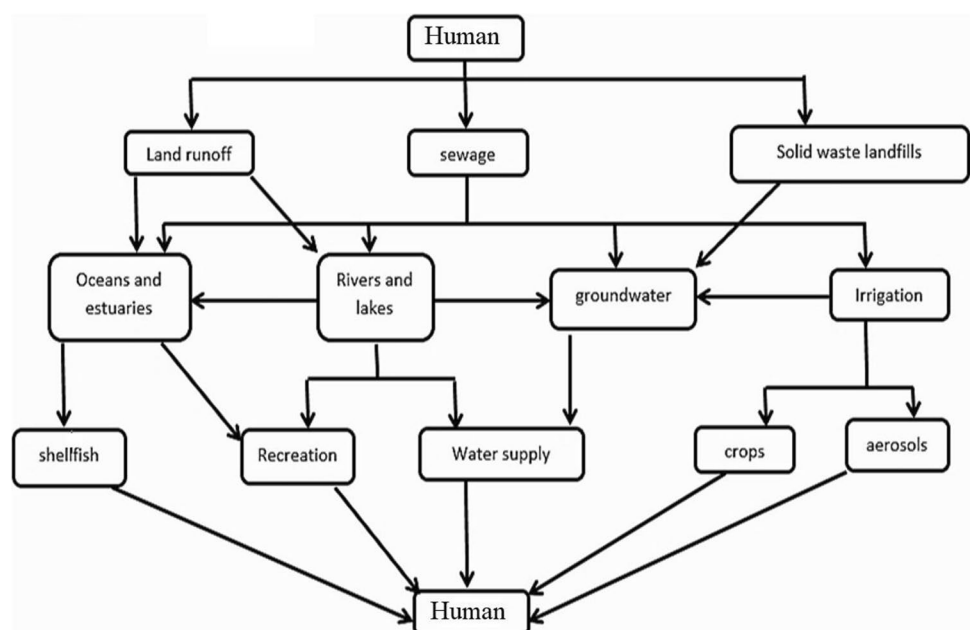 Human
Land runoff
sewage
Solid waste landfills
Oceans and
estuaries
Rivers and
lakes
groundwater
Irrigation
shellfish
Recreation
Water supply
crops
aerosols
Human